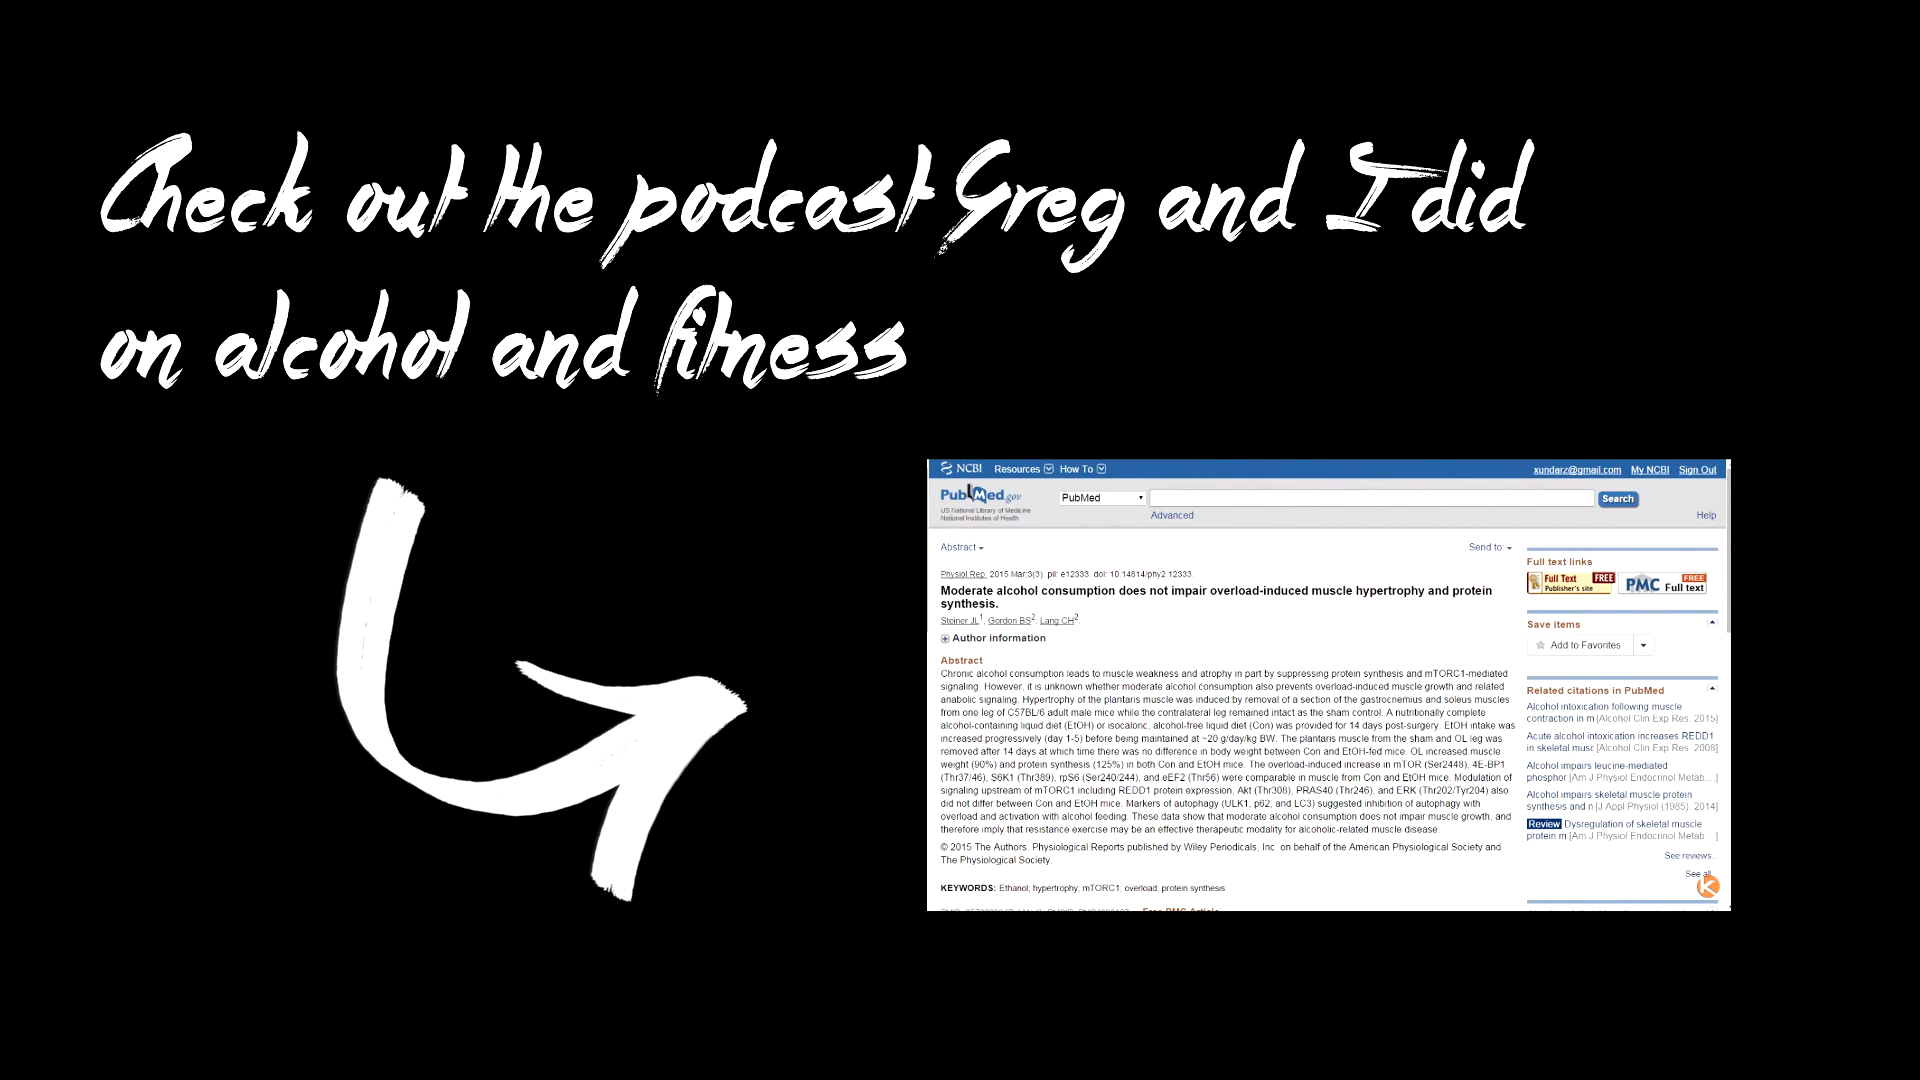 Check out the podcast Greg and I did
on alcohol and fitness
NCBI Resources How To xundarz@gmail.com My NCBI Sign Out
PubMed.gov PubMed Search
US National Library of Medicine
National Institutes of Health
Advanced Help
Abstract Send to:
Physiol Rep. 2015 Mar;3(3). pii: e12333. doi: 10.14814/phy2.12333.
Moderate alcohol consumption does not impair overload-induced muscle hypertrophy and protein
synthesis.
Steiner JL1, Gordon BS2, Lang CH2.
Author information
Abstract
Chronic alcohol consumption leads to muscle weakness and atrophy in part by suppressing protein synthesis and mTORC1-mediated
signaling. However, it is unknown whether moderate alcohol consumption also prevents overload-induced muscle growth and related
anabolic signaling. Hypertrophy of the plantaris muscle was induced by removal of a section of the gastrocnemius and soleus muscles
from one leg of C57BL/6 adult male mice while the contralateral leg remained intact as the sham control. A nutritionally complete
alcohol-containing liquid diet (EtOH) or isocaloric, alcohol-free liquid diet (Con) was provided for 14 days post-surgery. EtOH intake was
increased progressively (day 1-5) before being maintained at ~20 g/day/kg BW. The plantaris muscle from the sham and OL leg was
removed after 14 days at which time there was no difference in body weight between Con and EtOH-fed mice. OL increased muscle
weight (90%) and protein synthesis (125%) in both Con and EtOH mice. The overload-induced increase in mTOR (Ser2448), 4E-BP1
(Thr37/46), S6K1 (Thr389), rpS6 (Ser240/244), and eEF2 (Thr56) were comparable in muscle from Con and EtOH mice. Modulation of
signaling upstream of mTORC1 including REDD1 protein expression, Akt (Thr308), PRAS40 (Thr246), and ERK (Thr202/Tyr204) also
did not differ between Con and EtOH mice. Markers of autophagy (ULK1, p62, and LC3) suggested inhibition of autophagy with
overload and activation with alcohol feeding. These data show that moderate alcohol consumption does not impair muscle growth, and
therefore imply that resistance exercise may be an effective therapeutic modality for alcoholic-related muscle disease.
© 2015 The Authors. Physiological Reports published by Wiley Periodicals, Inc. on behalf of the American Physiological Society and
The Physiological Society.
KEYWORDS: Ethanol; hypertrophy; mTORC1; overload; protein synthesis
Free PMC Article
Full text links
Full Text FREE
Publisher's site
PMC FREE
Full text
Save items
Add to Favorites
Related citations in PubMed
Alcohol intoxication following muscle
contraction in m [Alcohol Clin Exp Res. 2015]
Acute alcohol intoxication increases REDD1
in skeletal musc [Alcohol Clin Exp Res. 2008]
Alcohol impairs leucine-mediated
phosphor [Am J Physiol Endocrinol Metab....]
Alcohol impairs skeletal muscle protein
synthesis and n [J Appl Physiol (1985). 2014]
Review Dysregulation of skeletal muscle
protein m [Am J Physiol Endocrinol Metab. ...]
See reviews...
See all...
K